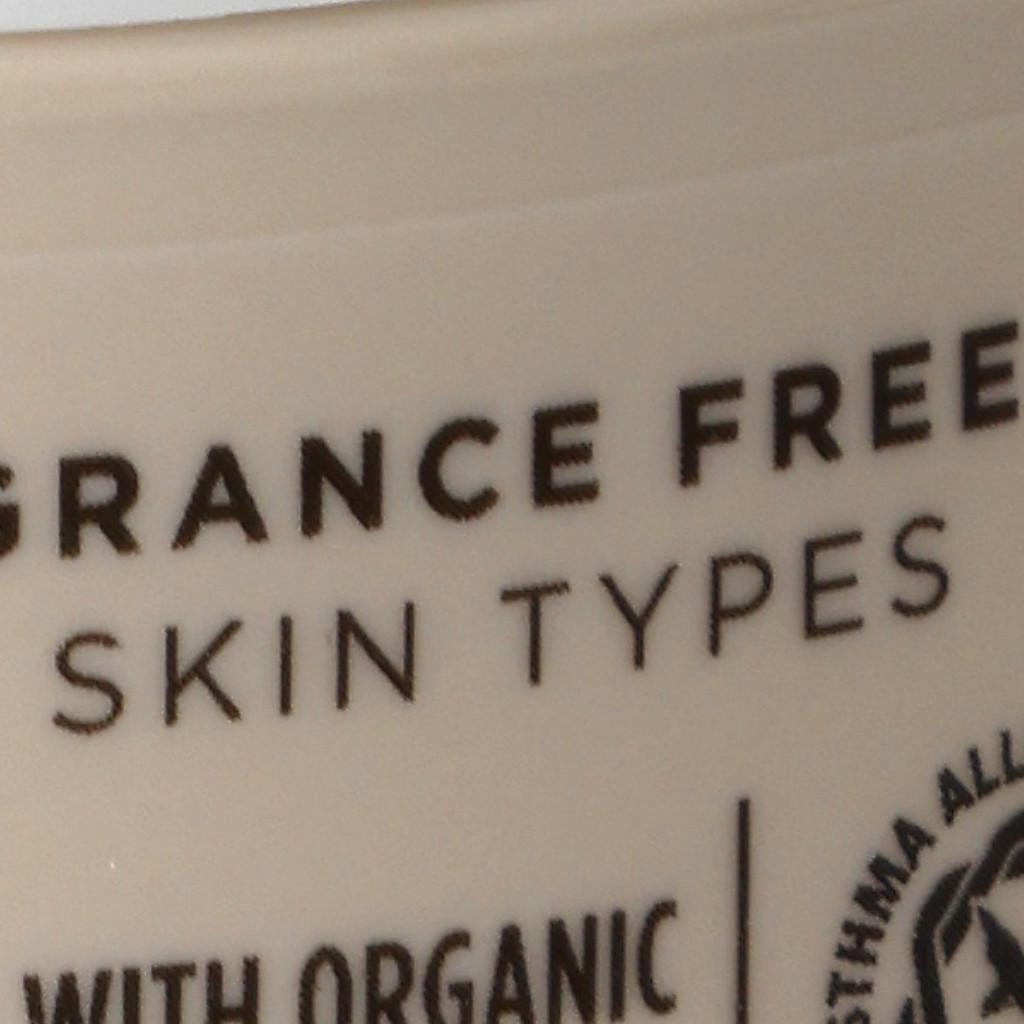 GRANCE FREE
SKIN TYPES
WITH ORGANIC
STHMA ALL